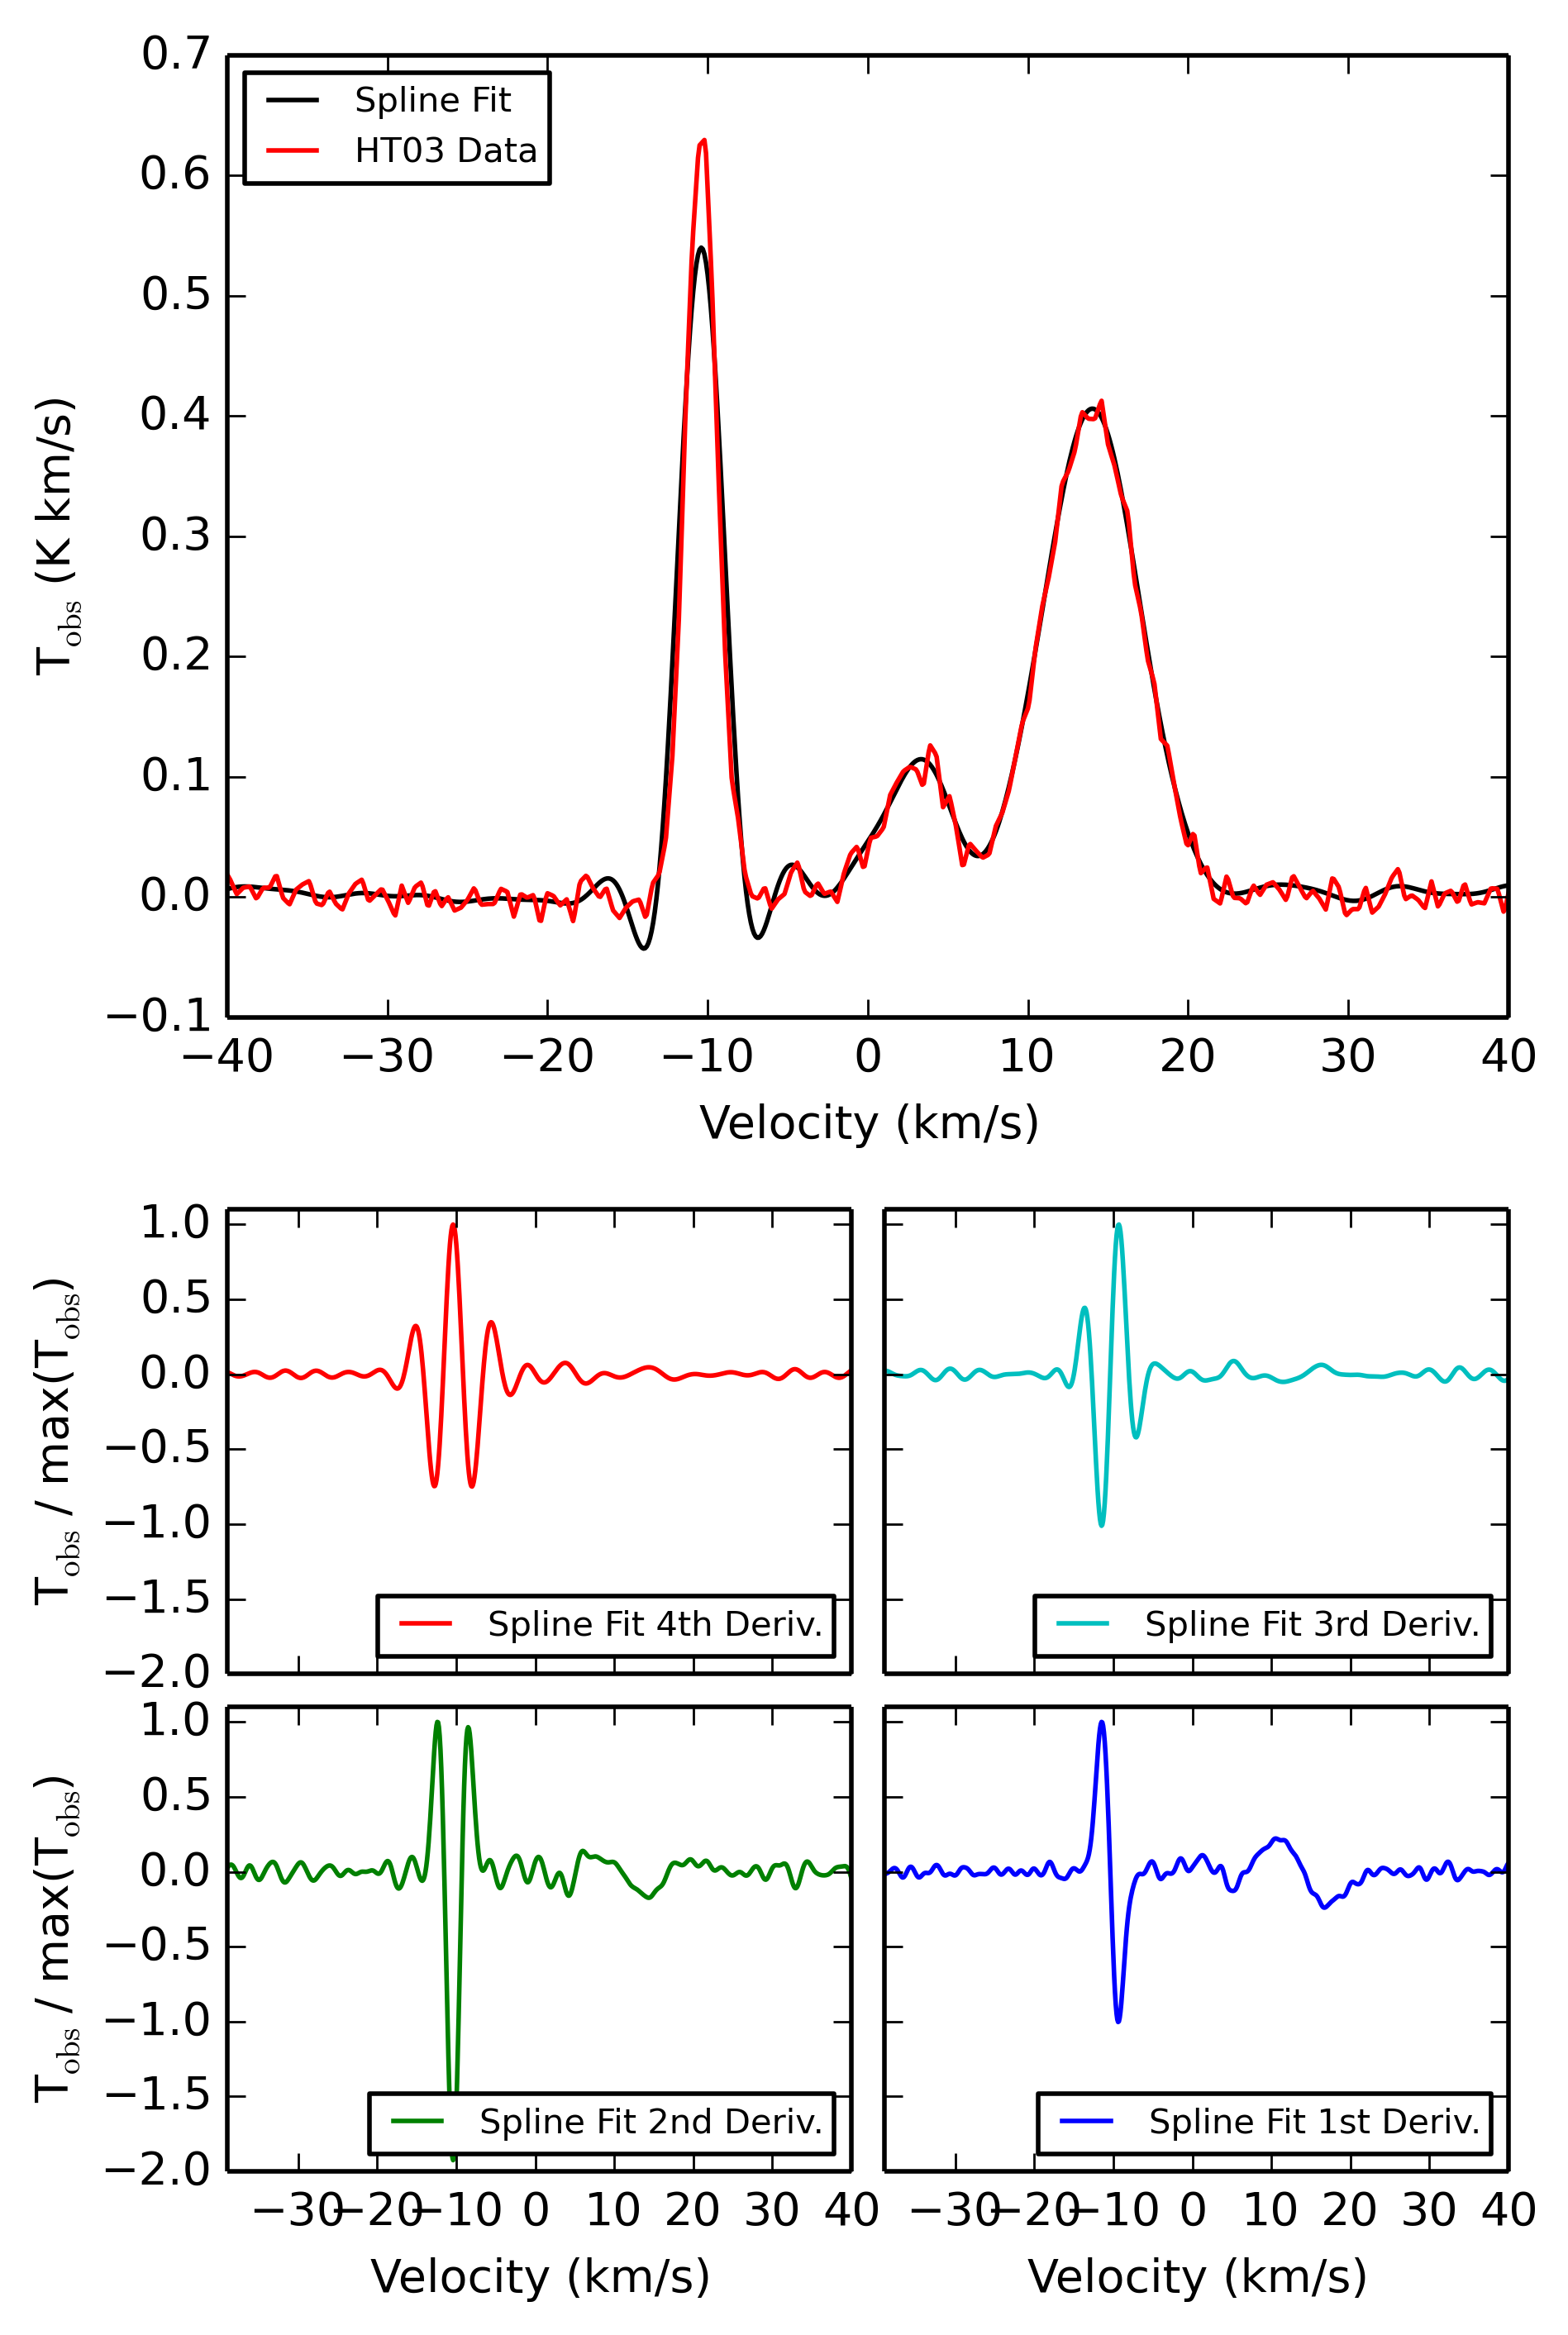 0.7
0.6
0.5
0.4
0.3
0.2
0.1
0.0
−0.1
T_obs (K km/s)
Spline Fit
HT03 Data
−40 −30 −20 −10 0 10 20 30 40
Velocity (km/s)
1.0
0.5
0.0
−0.5
−1.0
−1.5
−2.0
T_obs / max(T_obs)
Spline Fit 4th Deriv.
Spline Fit 3rd Deriv.
1.0
0.5
0.0
−0.5
−1.0
−1.5
−2.0
T_obs / max(T_obs)
Spline Fit 2nd Deriv.
Spline Fit 1st Deriv.
−30 −20 −10 0 10 20 30 40
−30 −20 −10 0 10 20 30 40
Velocity (km/s)
Velocity (km/s)